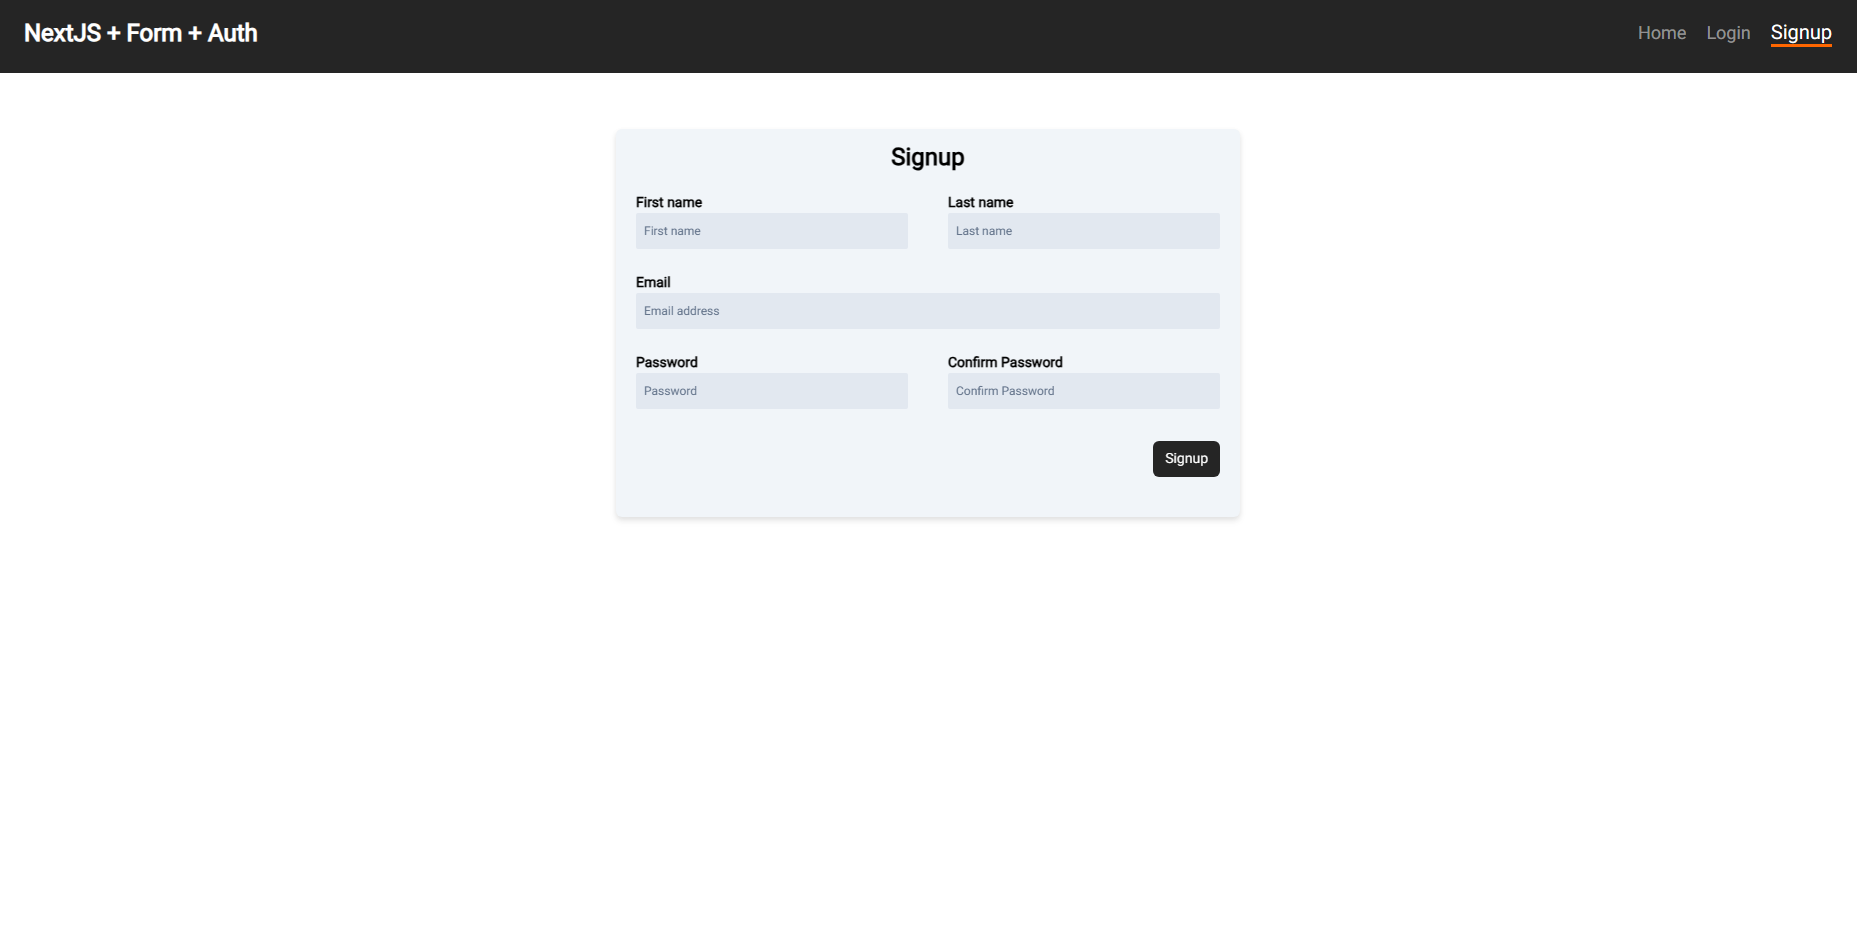 NextJS + Form + Auth
Home Login Signup
Signup
First name Last name
First name Last name
Email
Email address
Password Confirm Password
Password Confirm Password
Signup